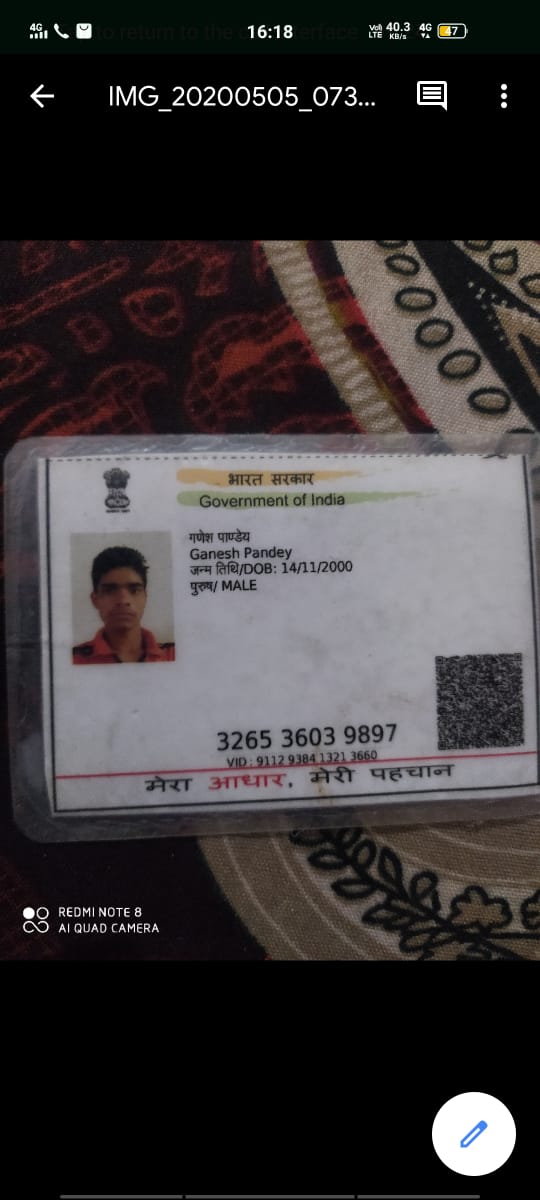 4G to return to the 16:18 Vo) LTE 40.3 KB/s 4G 47
IMG_20200505_073...
भारत सरकार
Government of India
गणेश पाण्डेय
Ganesh Pandey
जन्म तिथि/DOB: 14/11/2000
पुरुष/ MALE
3265 3603 9897
VID: 9112 9384 1321 3660
मेरा आधार, मेरी पहचान
REDMI NOTE 8
AI QUAD CAMERA